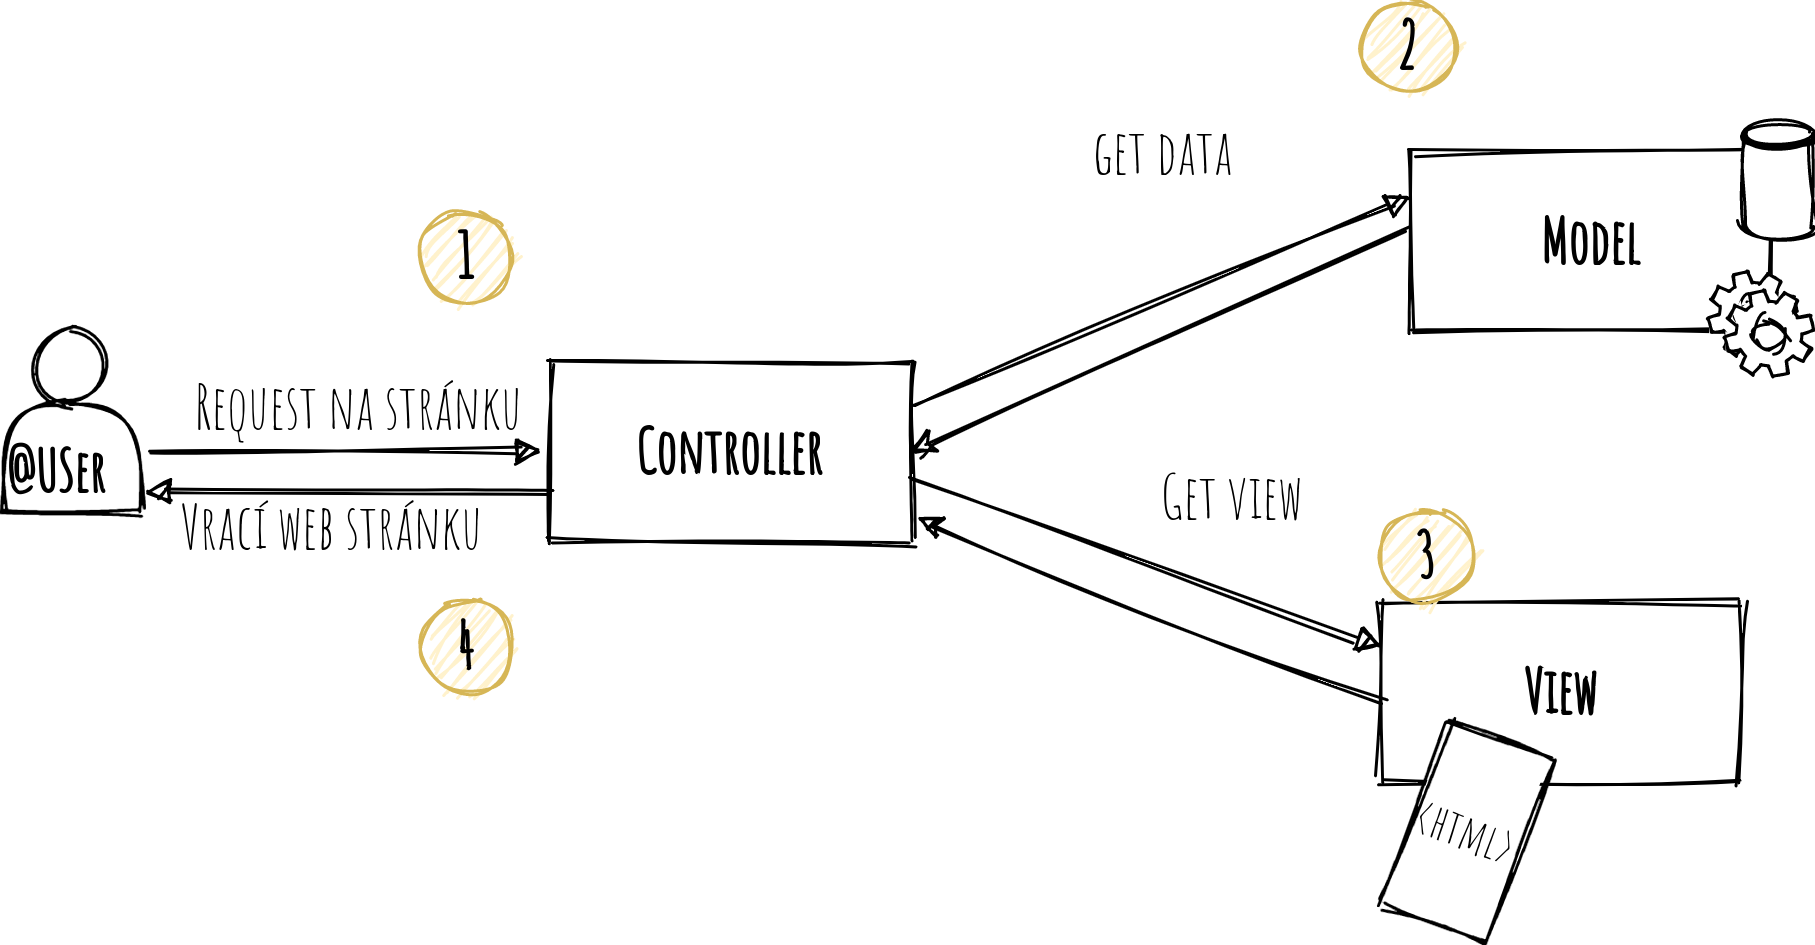 2
GET DATA
MODEL
1
REQUEST NA STRÁNKU
CONTROLLER
@USER
VRACÍ WEB STRÁNKU
GET VIEW
3
4
VIEW
<HTML>